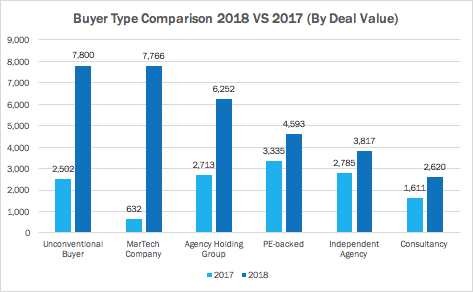 Buyer Type Comparison 2018 VS 2017 (By Deal Value)
9,000
8,000
7,000
6,000
5,000
4,000
3,000
2,000
1,000
0
2,502
7,800
632
7,766
2,713
6,252
3,335
4,593
2,785
3,817
1,611
2,620
Unconventional
Buyer
MarTech
Company
Agency Holding
Group
PE-backed
Independent
Agency
Consultancy
2017 2018